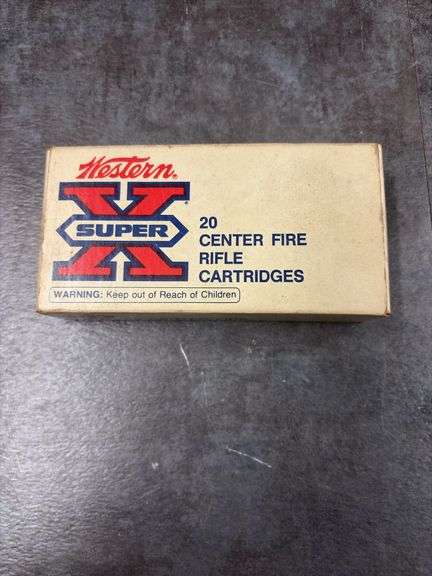 Western
SUPER X
20
CENTER FIRE
RIFLE
CARTRIDGES
WARNING: Keep out of Reach of Children